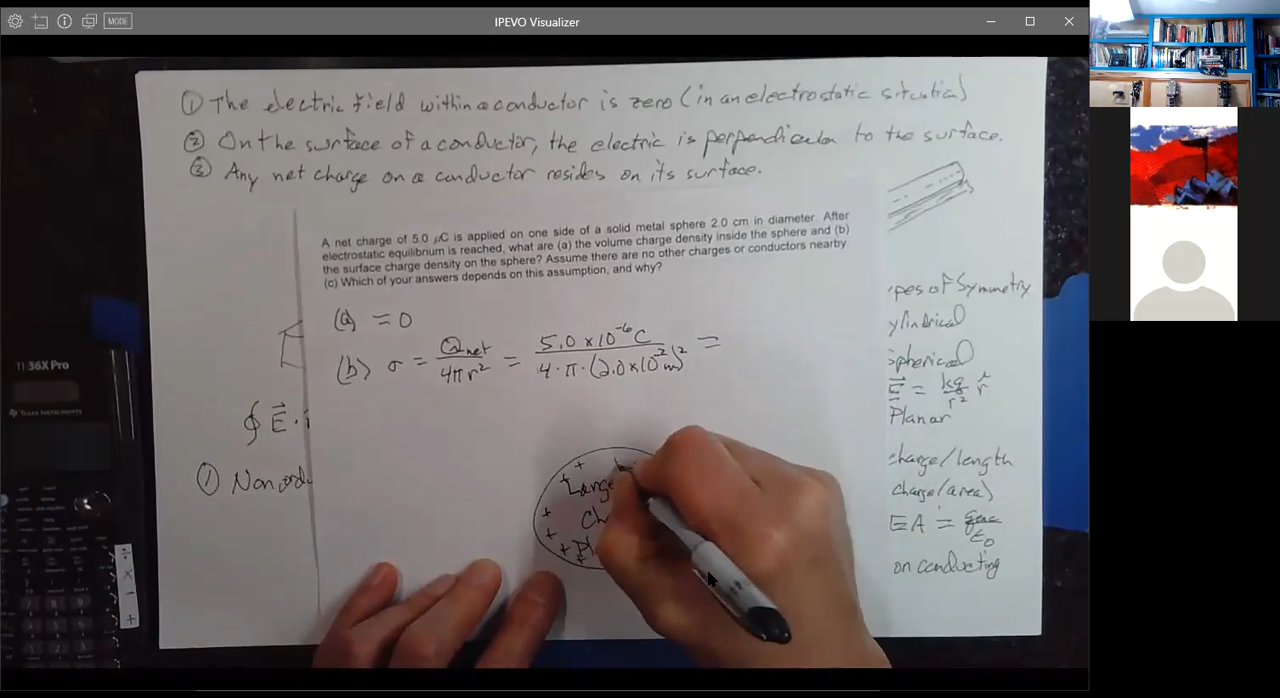 IPEVO Visualizer
MODE
① The electric field within a conductor is zero (in an electrostatic situation)
② On the surface of a conductor, the electric is perpendicular to the surface.
③ Any net charge on a conductor resides on its surface.
A net charge of 5.0 μC is applied on one side of a solid metal sphere 2.0 cm in diameter. After
electrostatic equilibrium is reached, what are (a) the volume charge density inside the sphere and (b)
the surface charge density on the sphere? Assume there are no other charges or conductors nearby.
(c) Which of your answers depends on this assumption, and why?
(a) = 0
(b) σ = Qnet / 4πr² = 5.0 × 10⁻⁶ C / 4·π·(2.0 × 10⁻² m)² =
+ + + + + +
Large
TI-36X Pro
TEXAS INSTRUMENTS
∮ E⃗ ·
①
÷
×
−
+
pes of Symmetry
ylindrical
spherical
E⃗ = kq / r² r̂
Planar
charge/length
charge/area)
EA = qenc / ε₀
on conducting